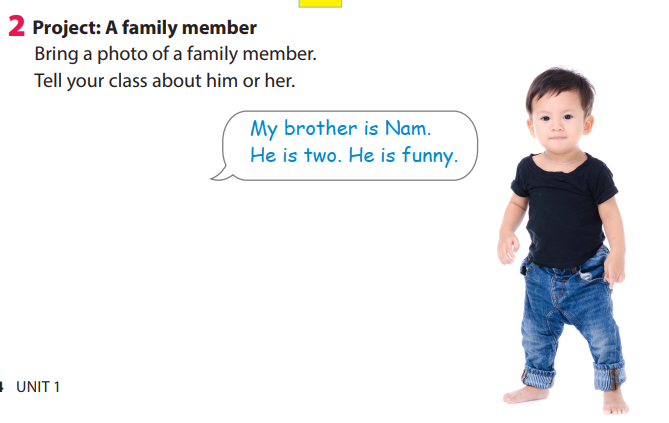 2 Project: A family member
Bring a photo of a family member.
Tell your class about him or her.
My brother is Nam.
He is two. He is funny.
UNIT 1